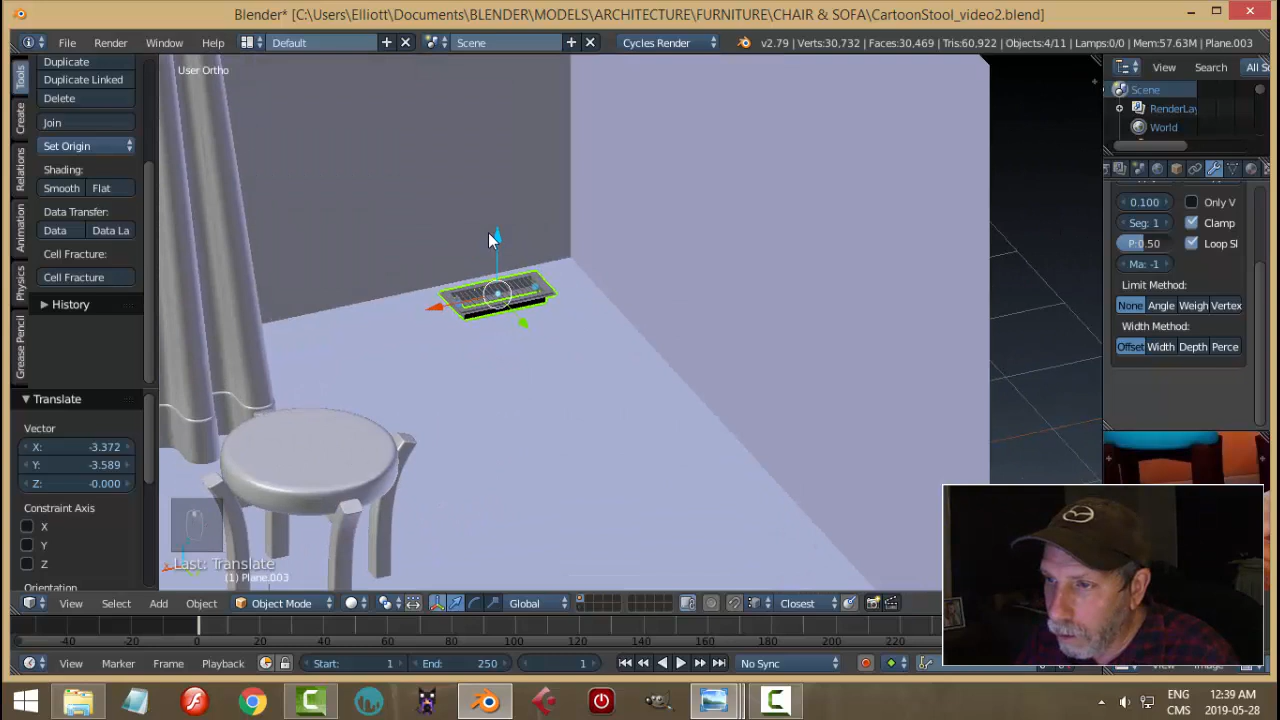 Blender* [C:\Users\Elliott\Documents\BLENDER\MODELS\ARCHITECTURE\FURNITURE\CHAIR & SOFA\CartoonStool_video2.blend]
File Render Window Help Default Scene Cycles Render v2.79 | Verts:30,732 | Faces:30,469 | Tris:60,922 | Objects:4/11 | Lamps:0/0 | Mem:57.63M | Plane.003
View Search All Sc
Tools
Create
Relations
Animation
Physics
Grease Pencil
Duplicate
Duplicate Linked
Delete
Join
Set Origin
Shading:
Smooth Flat
Data Transfer:
Data Data La
Cell Fracture:
Cell Fracture
History
Translate
Vector
X: -3.372
Y: -3.589
Z: -0.000
Constraint Axis
X
Y
Z
Orientation
User Ortho
Last: Translate
(1) Plane.003
Scene
RenderLay
World
0.100 Only V
Seg: 1 Clamp
P:0.50 Loop Sl
Ma: -1
Limit Method:
None Angle Weigh Vertex
Width Method:
Offset Width Depth Perce
View Select Add Object Object Mode Global Closest
-40 -20 0 20 40 60 80 100 120 140 160 180 200 220
View Marker Frame Playback Start: 1 End: 250 1 No Sync
ENG
CMS
12:39 AM
2019-05-28